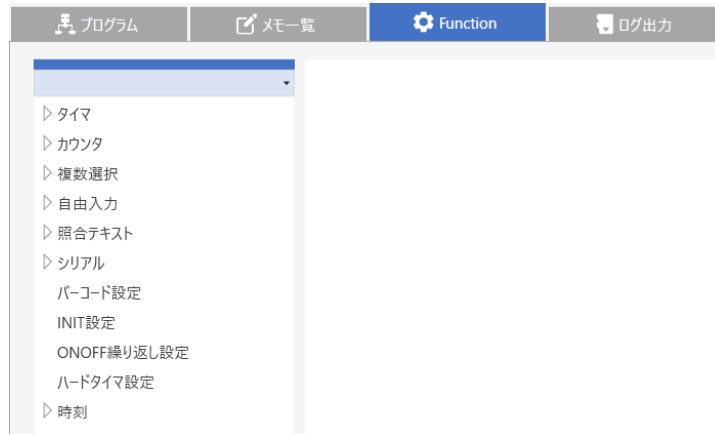 プログラム
メモ一覧
Function
ログ出力
タイマ
カウンタ
複数選択
自由入力
照合テキスト
シリアル
バーコード設定
INIT設定
ONOFF繰り返し設定
ハードタイマ設定
時刻